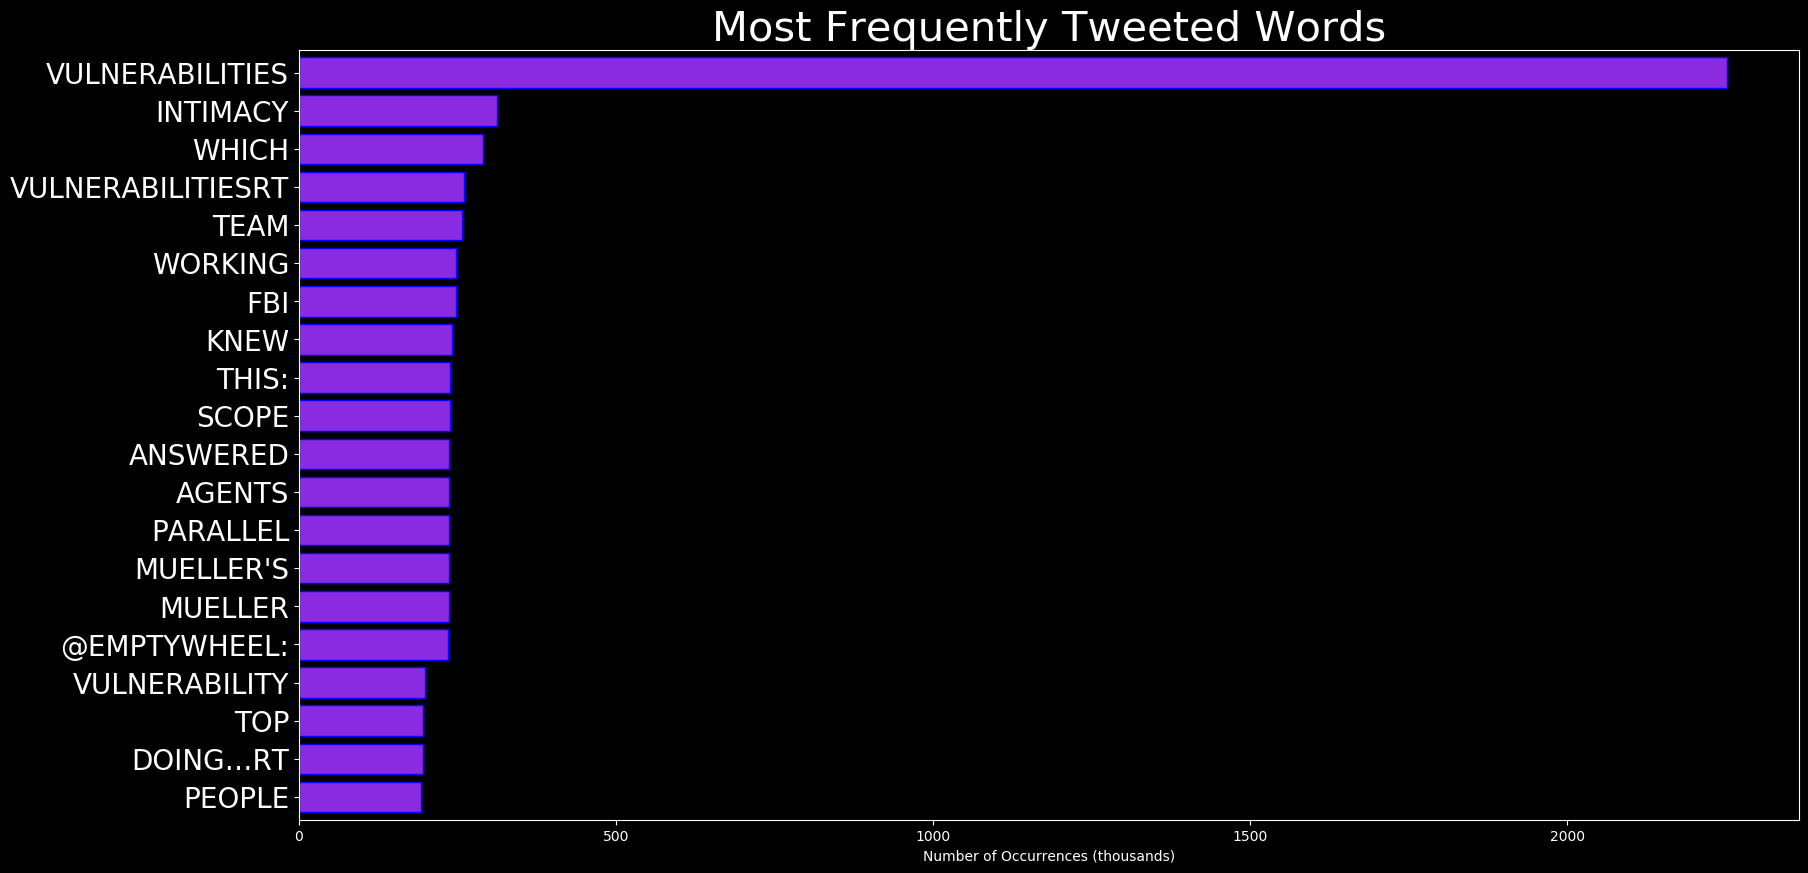 Most Frequently Tweeted Words
VULNERABILITIES
INTIMACY
WHICH
VULNERABILITIESRT
TEAM
WORKING
FBI
KNEW
THIS:
SCOPE
ANSWERED
AGENTS
PARALLEL
MUELLER'S
MUELLER
@EMPTYWHEEL:
VULNERABILITY
TOP
DOING…RT
PEOPLE
0 500 1000 1500 2000
Number of Occurrences (thousands)